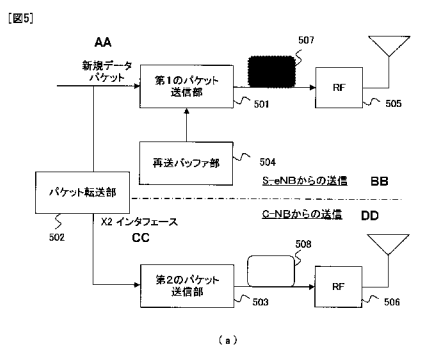 [図5]
AA
新規データ
パケット
第1のパケット
送信部
501
507
RF
505
再送バッファ部
504
S-eNBからの送信 BB
パケット転送部
502
X2 インタフェース
CC
C-NBからの送信 DD
第2のパケット
送信部
503
508
RF
506
(a)